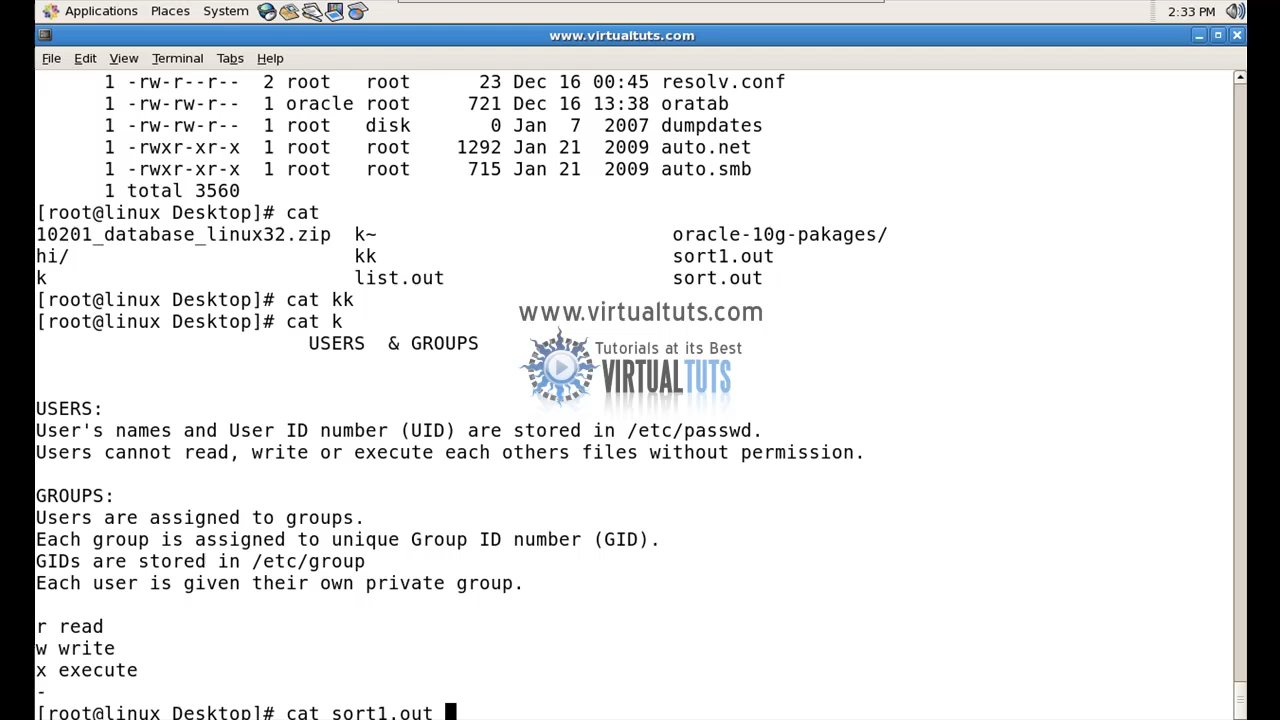 Applications Places System 2:33 PM
www.virtualtuts.com
File Edit View Terminal Tabs Help
1 -rw-r--r-- 2 root root 23 Dec 16 00:45 resolv.conf
1 -rw-rw-r-- 1 oracle root 721 Dec 16 13:38 oratab
1 -rw-rw-r-- 1 root disk 0 Jan 7 2007 dumpdates
1 -rwxr-xr-x 1 root root 1292 Jan 21 2009 auto.net
1 -rwxr-xr-x 1 root root 715 Jan 21 2009 auto.smb
1 total 3560
[root@linux Desktop]# cat
10201_database_linux32.zip k~ oracle-10g-pakages/
hi/ kk sort1.out
k list.out sort.out
[root@linux Desktop]# cat kk
[root@linux Desktop]# cat k
www.virtualtuts.com
USERS & GROUPS
Tutorials at its Best
VIRTUALTUTS
USERS:
User's names and User ID number (UID) are stored in /etc/passwd.
Users cannot read, write or execute each others files without permission.
GROUPS:
Users are assigned to groups.
Each group is assigned to unique Group ID number (GID).
GIDs are stored in /etc/group
Each user is given their own private group.
r read
w write
x execute
-
[root@linux Desktop]# cat sort1.out